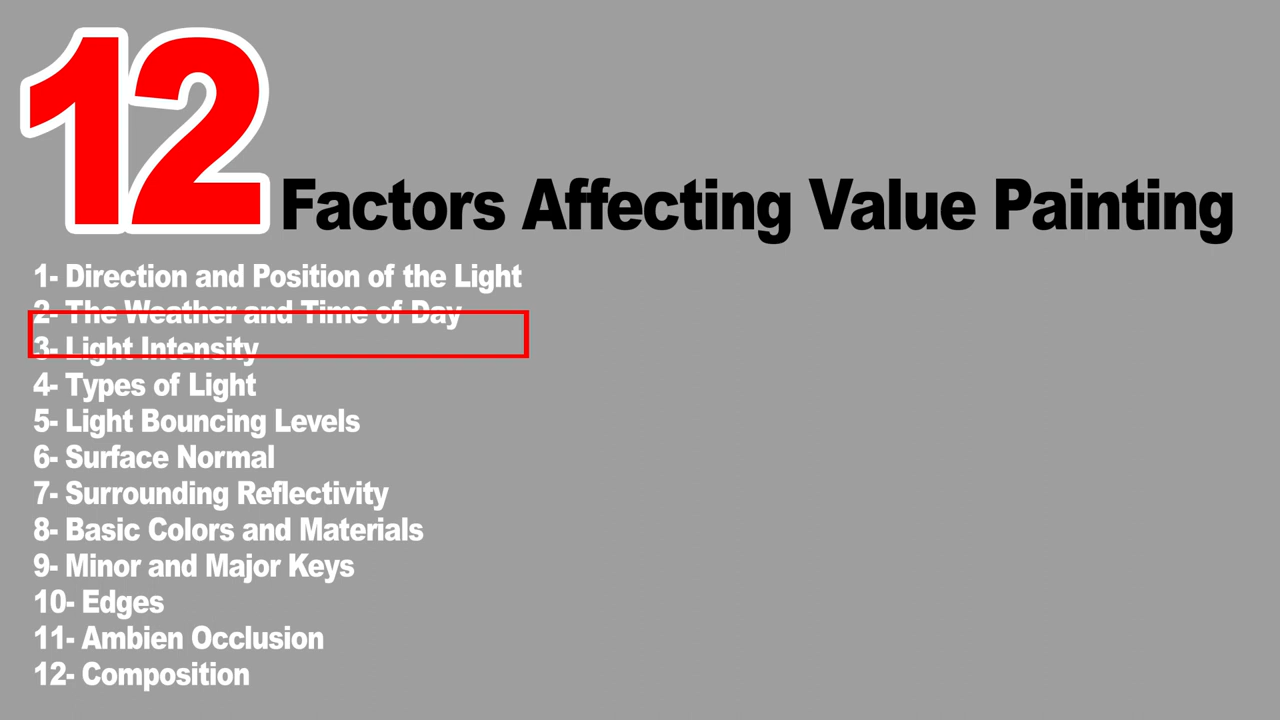 12
Factors Affecting Value Painting
1- Direction and Position of the Light
2- The Weather and Time of Day
3- Light Intensity
4- Types of Light
5- Light Bouncing Levels
6- Surface Normal
7- Surrounding Reflectivity
8- Basic Colors and Materials
9- Minor and Major Keys
10- Edges
11- Ambien Occlusion
12- Composition